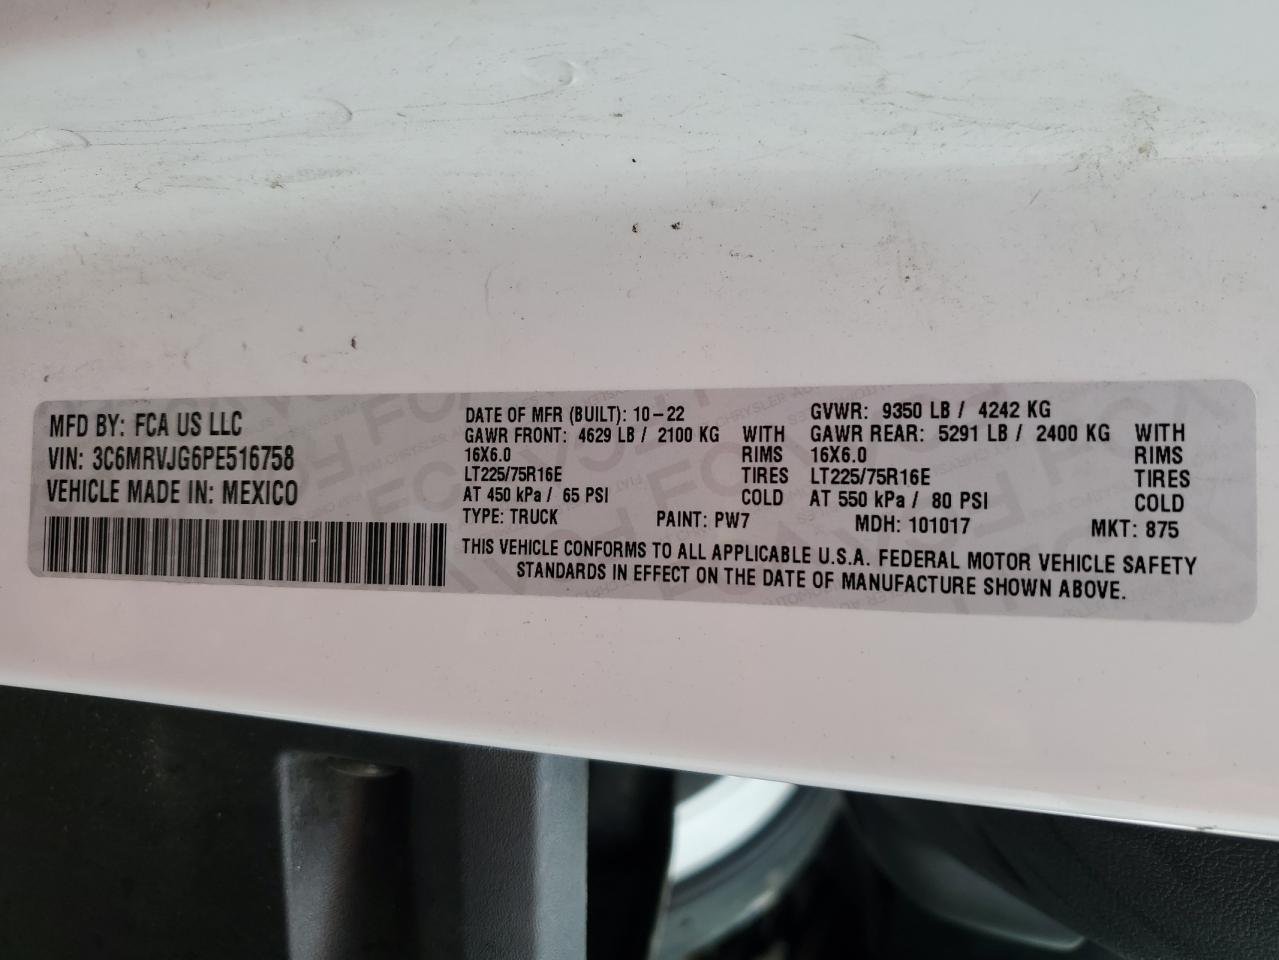 MFD BY: FCA US LLC
VIN: 3C6MRVJG6PE516758
VEHICLE MADE IN: MEXICO
DATE OF MFR (BUILT): 10-22 GVWR: 9350 LB / 4242 KG
GAWR FRONT: 4629 LB / 2100 KG WITH GAWR REAR: 5291 LB / 2400 KG WITH
16X6.0 RIMS 16X6.0 RIMS
LT225/75R16E TIRES LT225/75R16E TIRES
AT 450 kPa / 65 PSI COLD AT 550 kPa / 80 PSI COLD
TYPE: TRUCK PAINT: PW7 MDH: 101017 MKT: 875
THIS VEHICLE CONFORMS TO ALL APPLICABLE U.S.A. FEDERAL MOTOR VEHICLE SAFETY
STANDARDS IN EFFECT ON THE DATE OF MANUFACTURE SHOWN ABOVE.